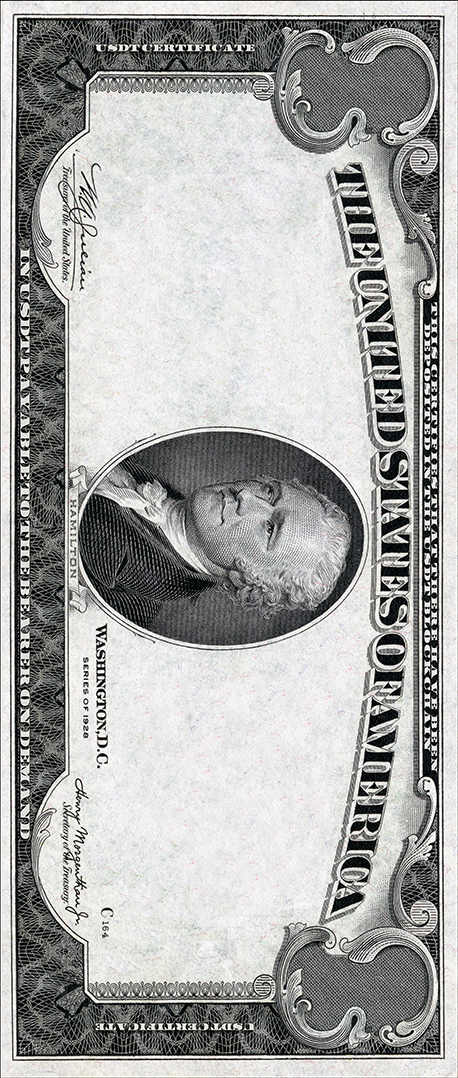 THIS CERTIFIES THAT THERE HAVE BEEN
DEPOSITED IN THE USDT BLOCKCHAIN
THE UNITED STATES OF AMERICA
USDT CERTIFICATE
USDT CERTIFICATE
Treasurer of the United States.
HAMILTON
WASHINGTON, D.C.
SERIES OF 1928
C164
Henry Morgenthau Jr.
Secretary of the Treasury.
IN USDT PAYABLE TO THE BEARER ON DEMAND